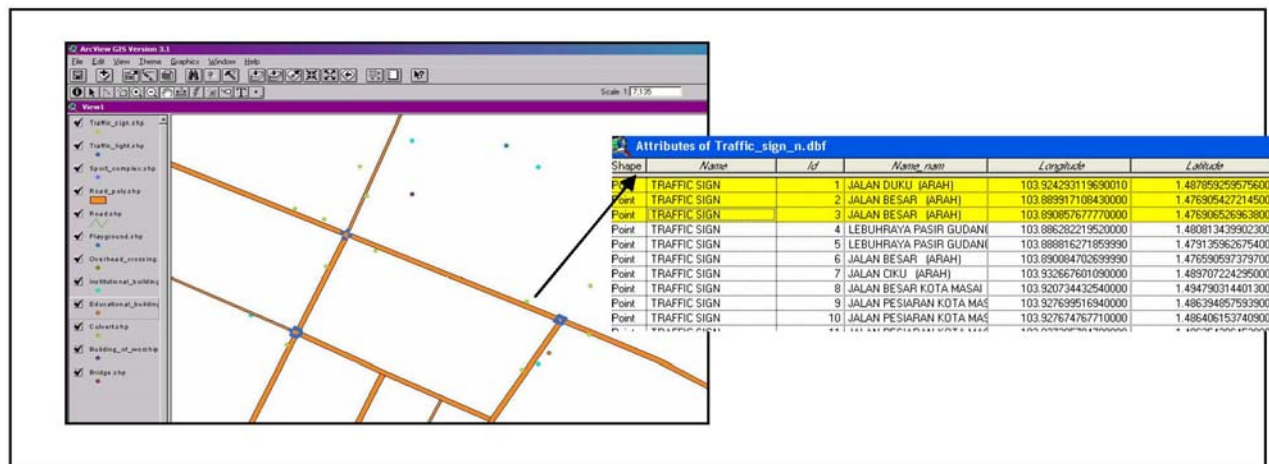 ArcView GIS Version 3.1
File Edit View Theme Graphics Window Help
Scale 1: 7,135
View1
Traffic_sign.shp
Traffic_light.shp
Sport_complex.shp
Road_poly.shp
Road.shp
Playground.shp
Overhead_crossing
Institutional_building
Educational_building
Culvert.shp
Building_of_worship
Bridge.shp
Attributes of Traffic_sign_n.dbf
Shape Name Id Name_nam Longitude Latitude
Point TRAFFIC SIGN 1 JALAN DUKU (ARAH) 103.924293119690010 1.487859259575600
Point TRAFFIC SIGN 2 JALAN BESAR (ARAH) 103.889917108430000 1.476905427214500
Point TRAFFIC SIGN 3 JALAN BESAR (ARAH) 103.890857677770000 1.476906526963800
Point TRAFFIC SIGN 4 LEBUHRAYA PASIR GUDAN 103.886282219520000 1.480813439902300
Point TRAFFIC SIGN 5 LEBUHRAYA PASIR GUDAN 103.888816271859990 1.479135962675400
Point TRAFFIC SIGN 6 JALAN BESAR (ARAH) 103.890084702699990 1.476590597379700
Point TRAFFIC SIGN 7 JALAN CIKU (ARAH) 103.932667601090000 1.489707224295000
Point TRAFFIC SIGN 8 JALAN BESAR KOTA MASAI 103.920734432540000 1.494790314401300
Point TRAFFIC SIGN 9 JALAN PESIARAN KOTA MAS 103.927699516940000 1.486394857593900
Point TRAFFIC SIGN 10 JALAN PESIARAN KOTA MAS 103.927674767710000 1.486406153740900